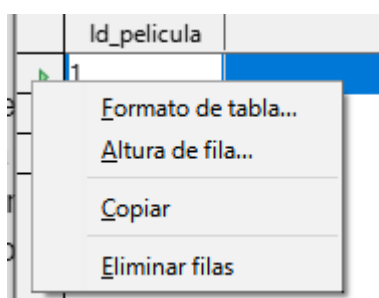 Id_pelicula
1
Formato de tabla...
Altura de fila...
Copiar
Eliminar filas